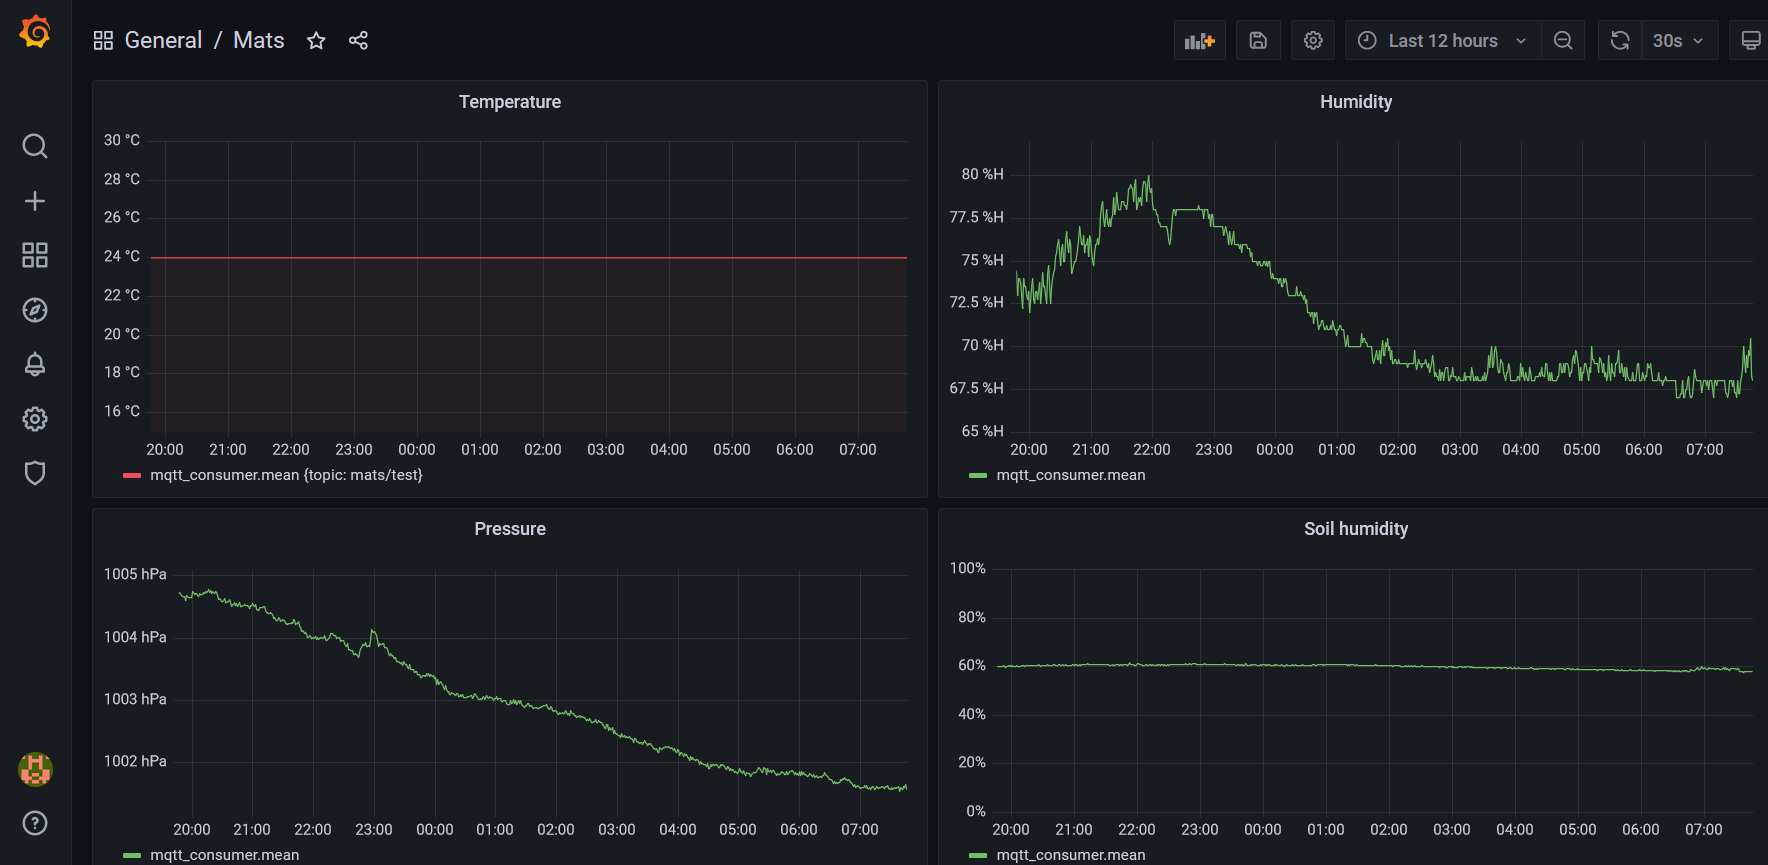 General / Mats
Last 12 hours
30s
Temperature
30 °C
28 °C
26 °C
24 °C
22 °C
20 °C
18 °C
16 °C
20:00 21:00 22:00 23:00 00:00 01:00 02:00 03:00 04:00 05:00 06:00 07:00
mqtt_consumer.mean {topic: mats/test}
Humidity
80 %H
77.5 %H
75 %H
72.5 %H
70 %H
67.5 %H
65 %H
20:00 21:00 22:00 23:00 00:00 01:00 02:00 03:00 04:00 05:00 06:00 07:00
mqtt_consumer.mean
Pressure
1005 hPa
1004 hPa
1003 hPa
1002 hPa
20:00 21:00 22:00 23:00 00:00 01:00 02:00 03:00 04:00 05:00 06:00 07:00
mqtt_consumer.mean
Soil humidity
100%
80%
60%
40%
20%
0%
20:00 21:00 22:00 23:00 00:00 01:00 02:00 03:00 04:00 05:00 06:00 07:00
mqtt_consumer.mean